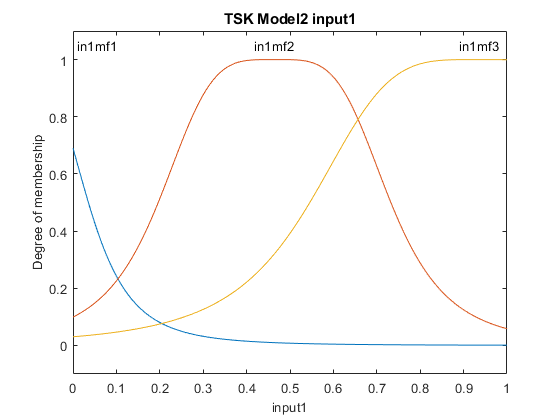 TSK Model2 input1
in1mf1 in1mf2 in1mf3
1
0.8
0.6
0.4
0.2
0
Degree of membership
0 0.1 0.2 0.3 0.4 0.5 0.6 0.7 0.8 0.9 1
input1